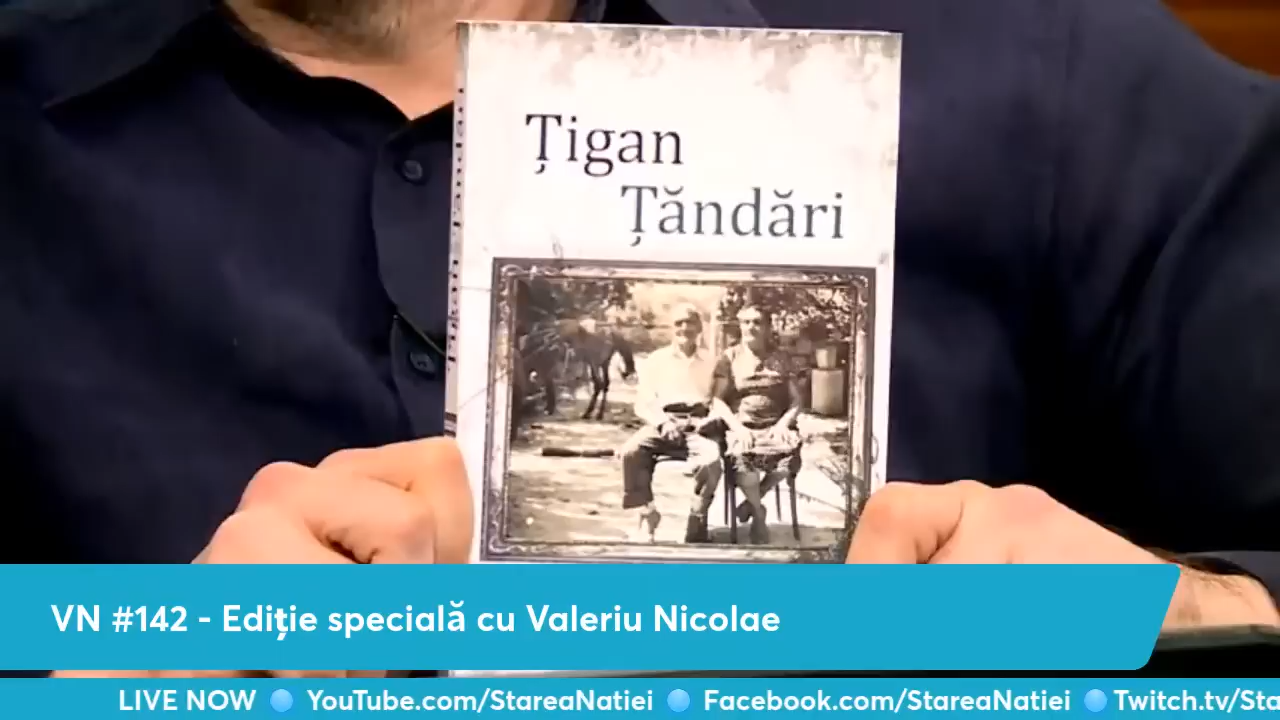 Țigan
Țăndări
VN #142 - Ediție specială cu Valeriu Nicolae
LIVE NOW YouTube.com/StareaNatiei Facebook.com/StareaNatiei Twitch.tv/Sta